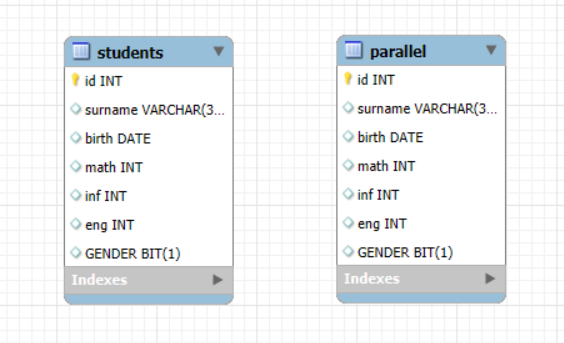 students
id INT
surname VARCHAR(3...
birth DATE
math INT
inf INT
eng INT
GENDER BIT(1)
Indexes
parallel
id INT
surname VARCHAR(3...
birth DATE
math INT
inf INT
eng INT
GENDER BIT(1)
Indexes